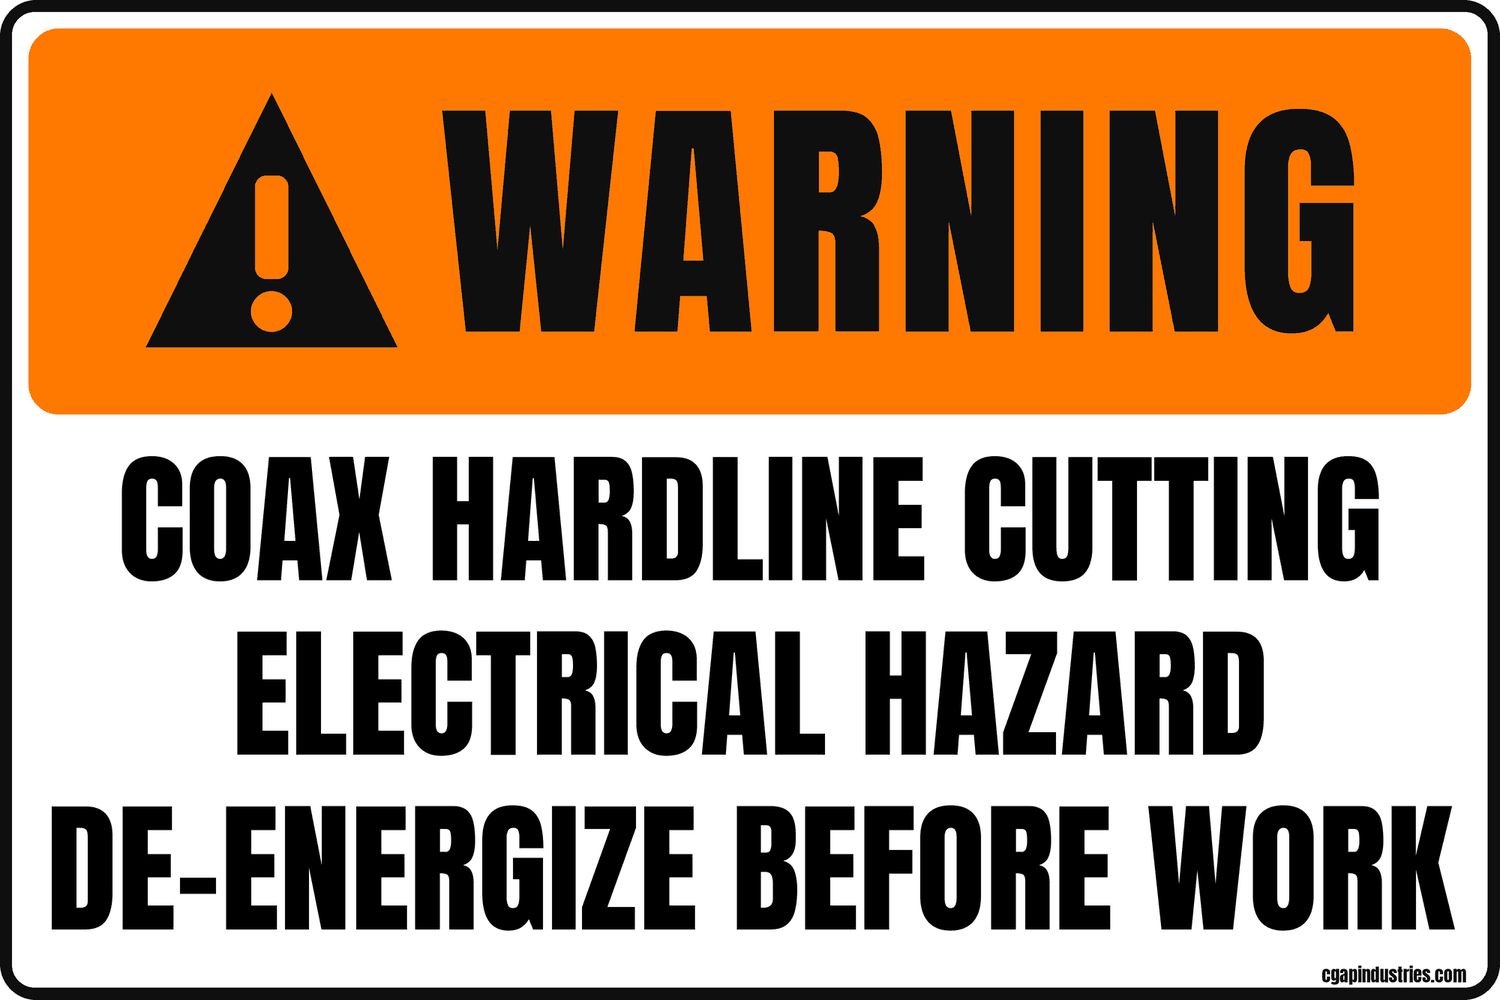 WARNING
COAX HARDLINE CUTTING
ELECTRICAL HAZARD
DE-ENERGIZE BEFORE WORK
cgapindustries.com